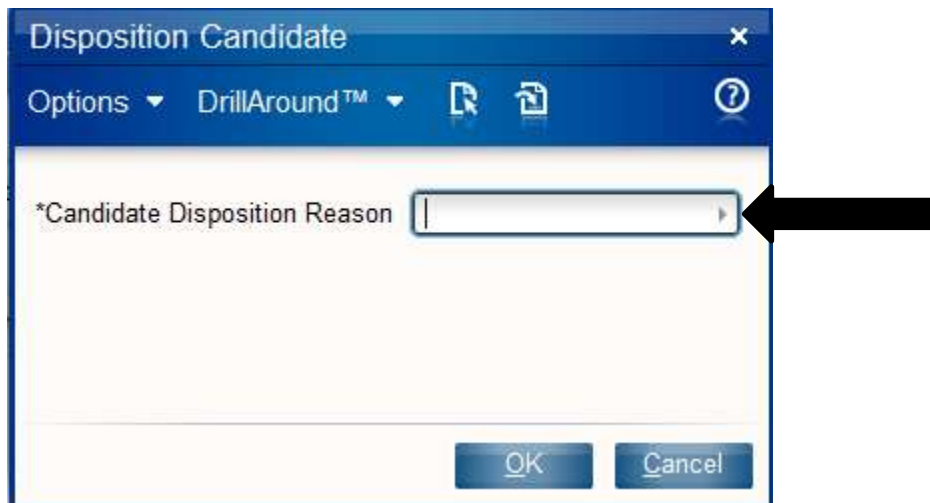 Disposition Candidate
Options DrillAround™
*Candidate Disposition Reason
OK Cancel